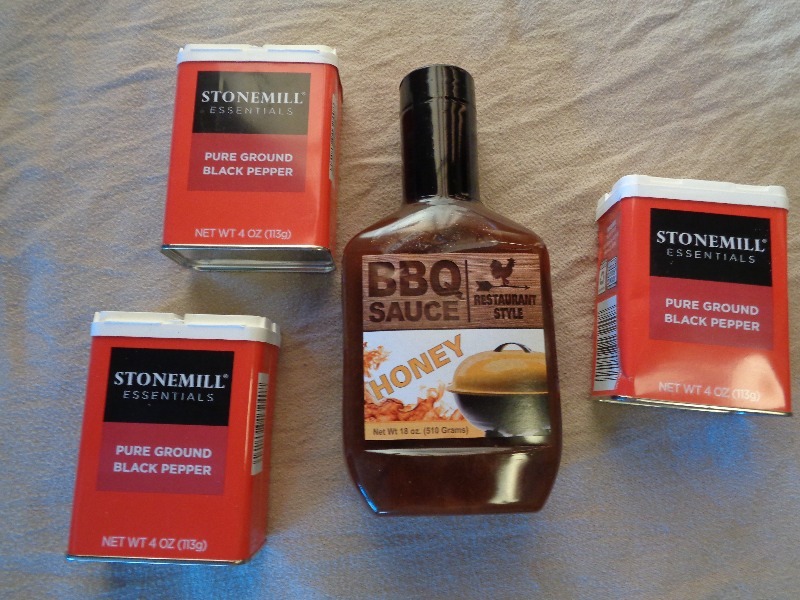 STONEMILL®
ESSENTIALS
PURE GROUND
BLACK PEPPER
NET WT 4 OZ (113g)
BBQ
SAUCE
RESTAURANT
STYLE
HONEY
Net Wt 18 oz. (510 Grams)
STONEMILL®
ESSENTIALS
PURE GROUND
BLACK PEPPER
NET WT 4 OZ (113g)
STONEMILL®
ESSENTIALS
PURE GROUND
BLACK PEPPER
NET WT 4 OZ (113g)